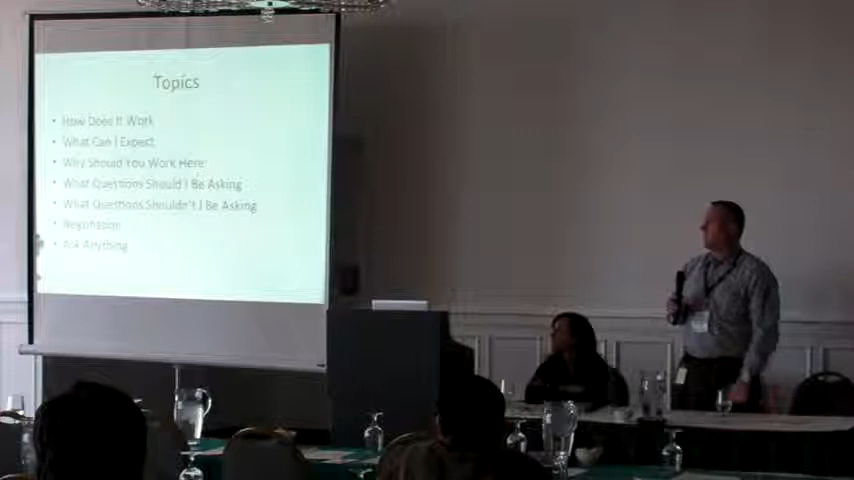 Topics
• How Does It Work
• What Can I Expect
• Why Should You Work Here
• What Questions Should I Be Asking
• What Questions Shouldn't I Be Asking
• Negotiation
• Ask Anything